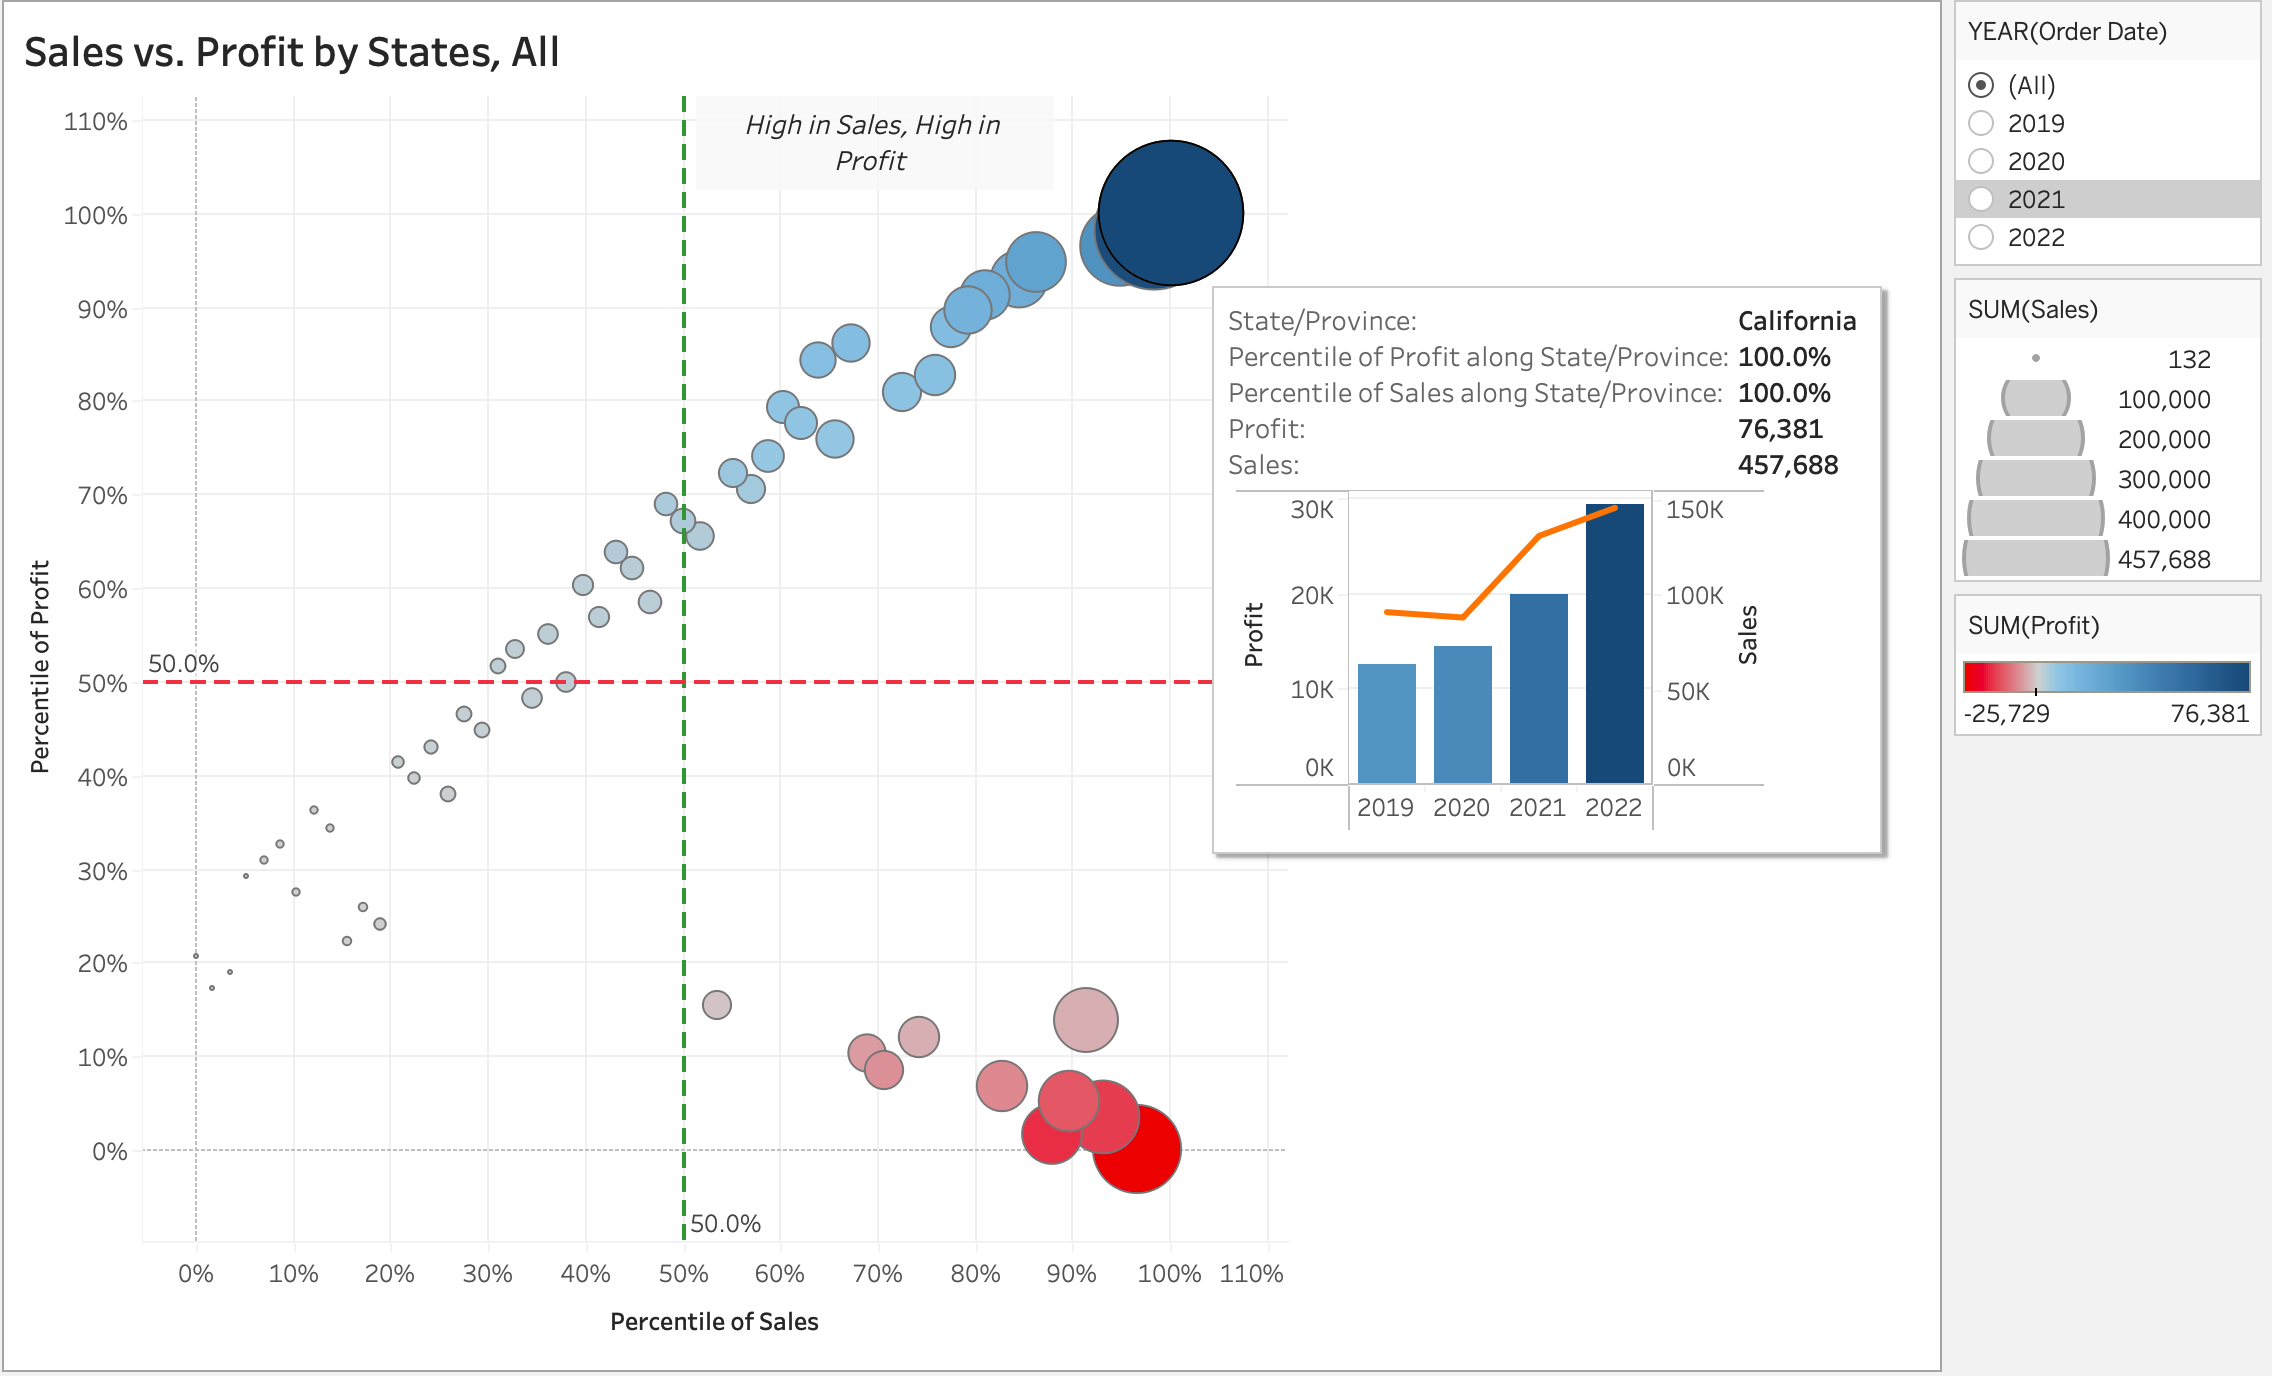 Sales vs. Profit by States, All
High in Sales, High in
Profit
110%
100%
90%
80%
70%
60%
50%
40%
30%
20%
10%
0%
Percentile of Profit
50.0%
50.0%
0%
10%
20%
30%
40%
50%
60%
70%
80%
90%
100%
110%
Percentile of Sales
State/Province: California
Percentile of Profit along State/Province: 100.0%
Percentile of Sales along State/Province: 100.0%
Profit: 76,381
Sales: 457,688
30K
20K
10K
0K
Profit
150K
100K
50K
0K
Sales
2019
2020
2021
2022
YEAR(Order Date)
(All)
2019
2020
2021
2022
SUM(Sales)
132
100,000
200,000
300,000
400,000
457,688
SUM(Profit)
-25,729
76,381